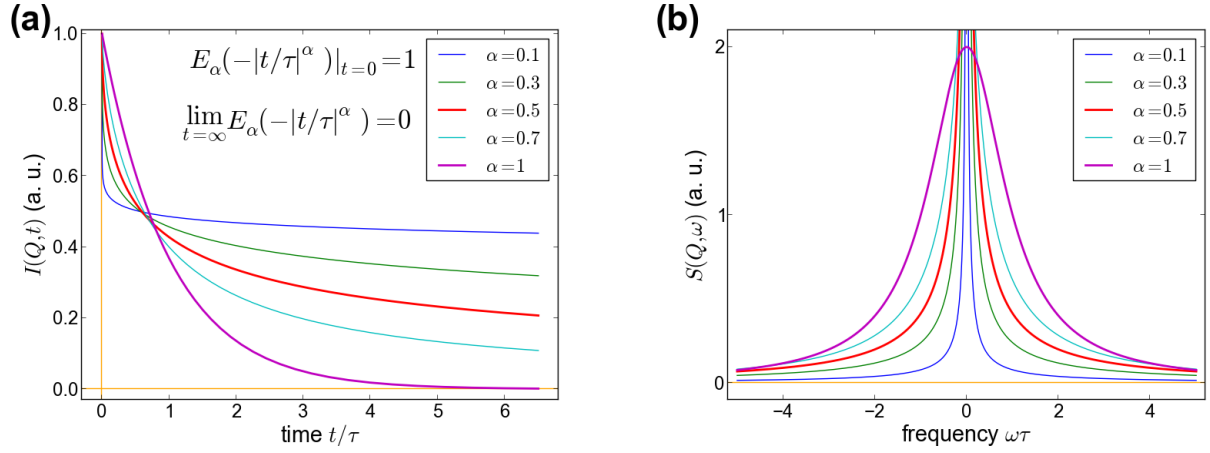 (a)
1.0
0.8
0.6
0.4
0.2
0.0
I(Q,t) (a. u.)
E_α(−|t/τ|^α )|_{t=0}=1
lim_{t=∞} E_α(−|t/τ|^α )=0
α=0.1
α=0.3
α=0.5
α=0.7
α=1
0 1 2 3 4 5 6
time t/τ
(b)
2
1
0
S(Q,ω) (a. u.)
α=0.1
α=0.3
α=0.5
α=0.7
α=1
−4 −2 0 2 4
frequency ωτ